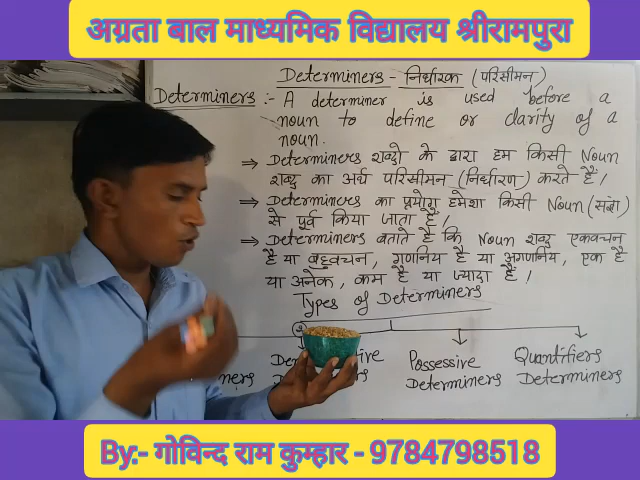 अग्रता बाल माध्यमिक विद्यालय श्रीरामपुरा
Determiners - निर्धारक (परिसीमन)
Determiners :- A determiner is used before a
noun to define or clarity of a
noun.
⇒ Determiners शब्दो के द्वारा हम किसी Noun
शब्द का अर्थ परिसीमन (निर्धारण) करते हैं।
⇒ Determiners का प्रयोग हमेशा किसी Noun (संज्ञा)
से पूर्व किया जाता है।
⇒ Determiners बताते है कि Noun शब्द एकवचन
है या बहुवचन, गणनिय है या अगणनिय, एक है
या अनेक, कम है या ज्यादा है।
Types of Determiners
Possessive Quantifiers
Determiners Determiners
By:- गोविन्द राम कुम्हार - 9784798518